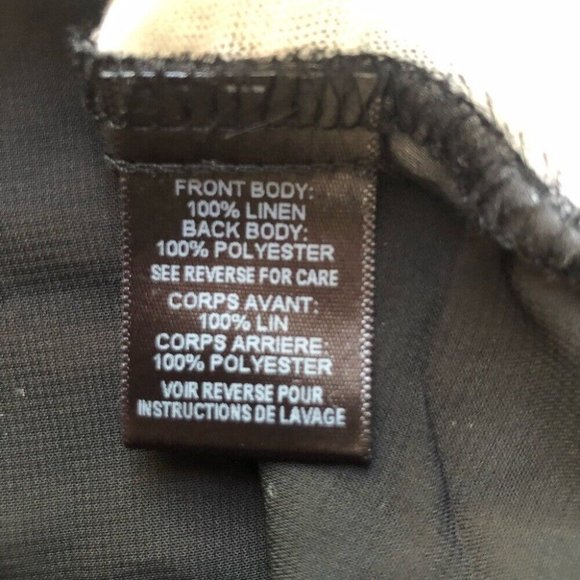 FRONT BODY:
100% LINEN
BACK BODY:
100% POLYESTER
SEE REVERSE FOR CARE
CORPS AVANT:
100% LIN
CORPS ARRIERE:
100% POLYESTER
VOIR REVERSE POUR
INSTRUCTIONS DE LAVAGE